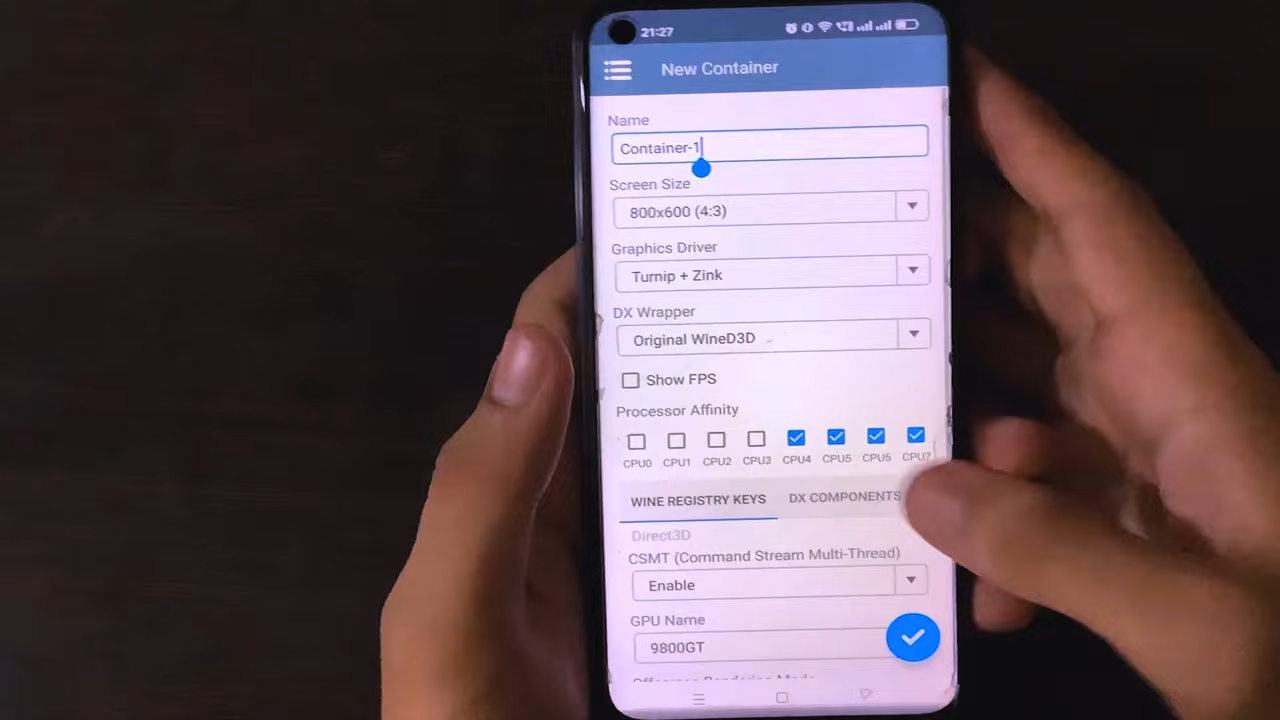 21:27
New Container
Name
Container-1
Screen Size
800x600 (4:3)
Graphics Driver
Turnip + Zink
DX Wrapper
Original WineD3D
Show FPS
Processor Affinity
CPU0 CPU1 CPU2 CPU3 CPU4 CPU5 CPU6 CPU7
WINE REGISTRY KEYS DX COMPONENTS
Direct3D
CSMT (Command Stream Multi-Thread)
Enable
GPU Name
9800GT